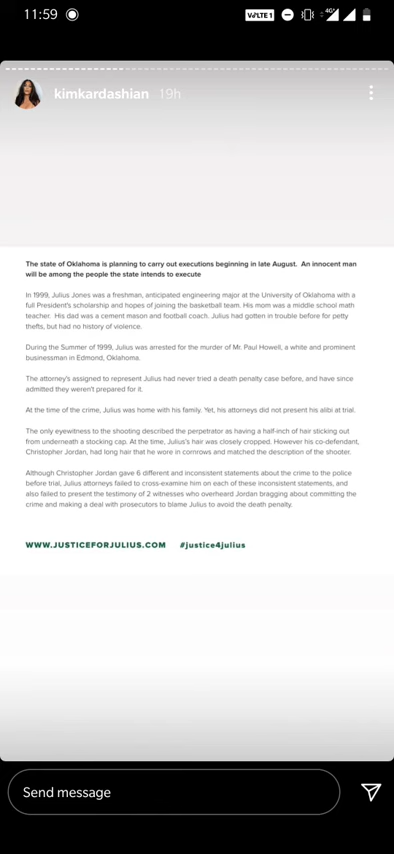 11:59
VoLTE 1
4G+
kimkardashian 19h
The state of Oklahoma is planning to carry out executions beginning in late August. An innocent man
will be among the people the state intends to execute
In 1999, Julius Jones was a freshman, anticipated engineering major at the University of Oklahoma with a
full President's scholarship and hopes of joining the basketball team. His mom was a middle school math
teacher. His dad was a cement mason and football coach. Julius had gotten in trouble before for petty
thefts, but had no history of violence.
During the Summer of 1999, Julius was arrested for the murder of Mr. Paul Howell, a white and prominent
businessman in Edmond, Oklahoma.
The attorney's assigned to represent Julius had never tried a death penalty case before, and have since
admitted they weren't prepared for it.
At the time of the crime, Julius was home with his family. Yet, his attorneys did not present his alibi at trial.
The only eyewitness to the shooting described the perpetrator as having a half-inch of hair sticking out
from underneath a stocking cap. At the time, Julius's hair was closely cropped. However his co-defendant,
Christopher Jordan, had long hair that he wore in cornrows and matched the description of the shooter.
Although Christopher Jordan gave 6 different and inconsistent statements about the crime to the police
before trial, Julius attorneys failed to cross-examine him on each of these inconsistent statements, and
also failed to present the testimony of 2 witnesses who overheard Jordan bragging about committing the
crime and making a deal with prosecutors to blame Julius to avoid the death penalty.
WWW.JUSTICEFORJULIUS.COM #justice4julius
Send message